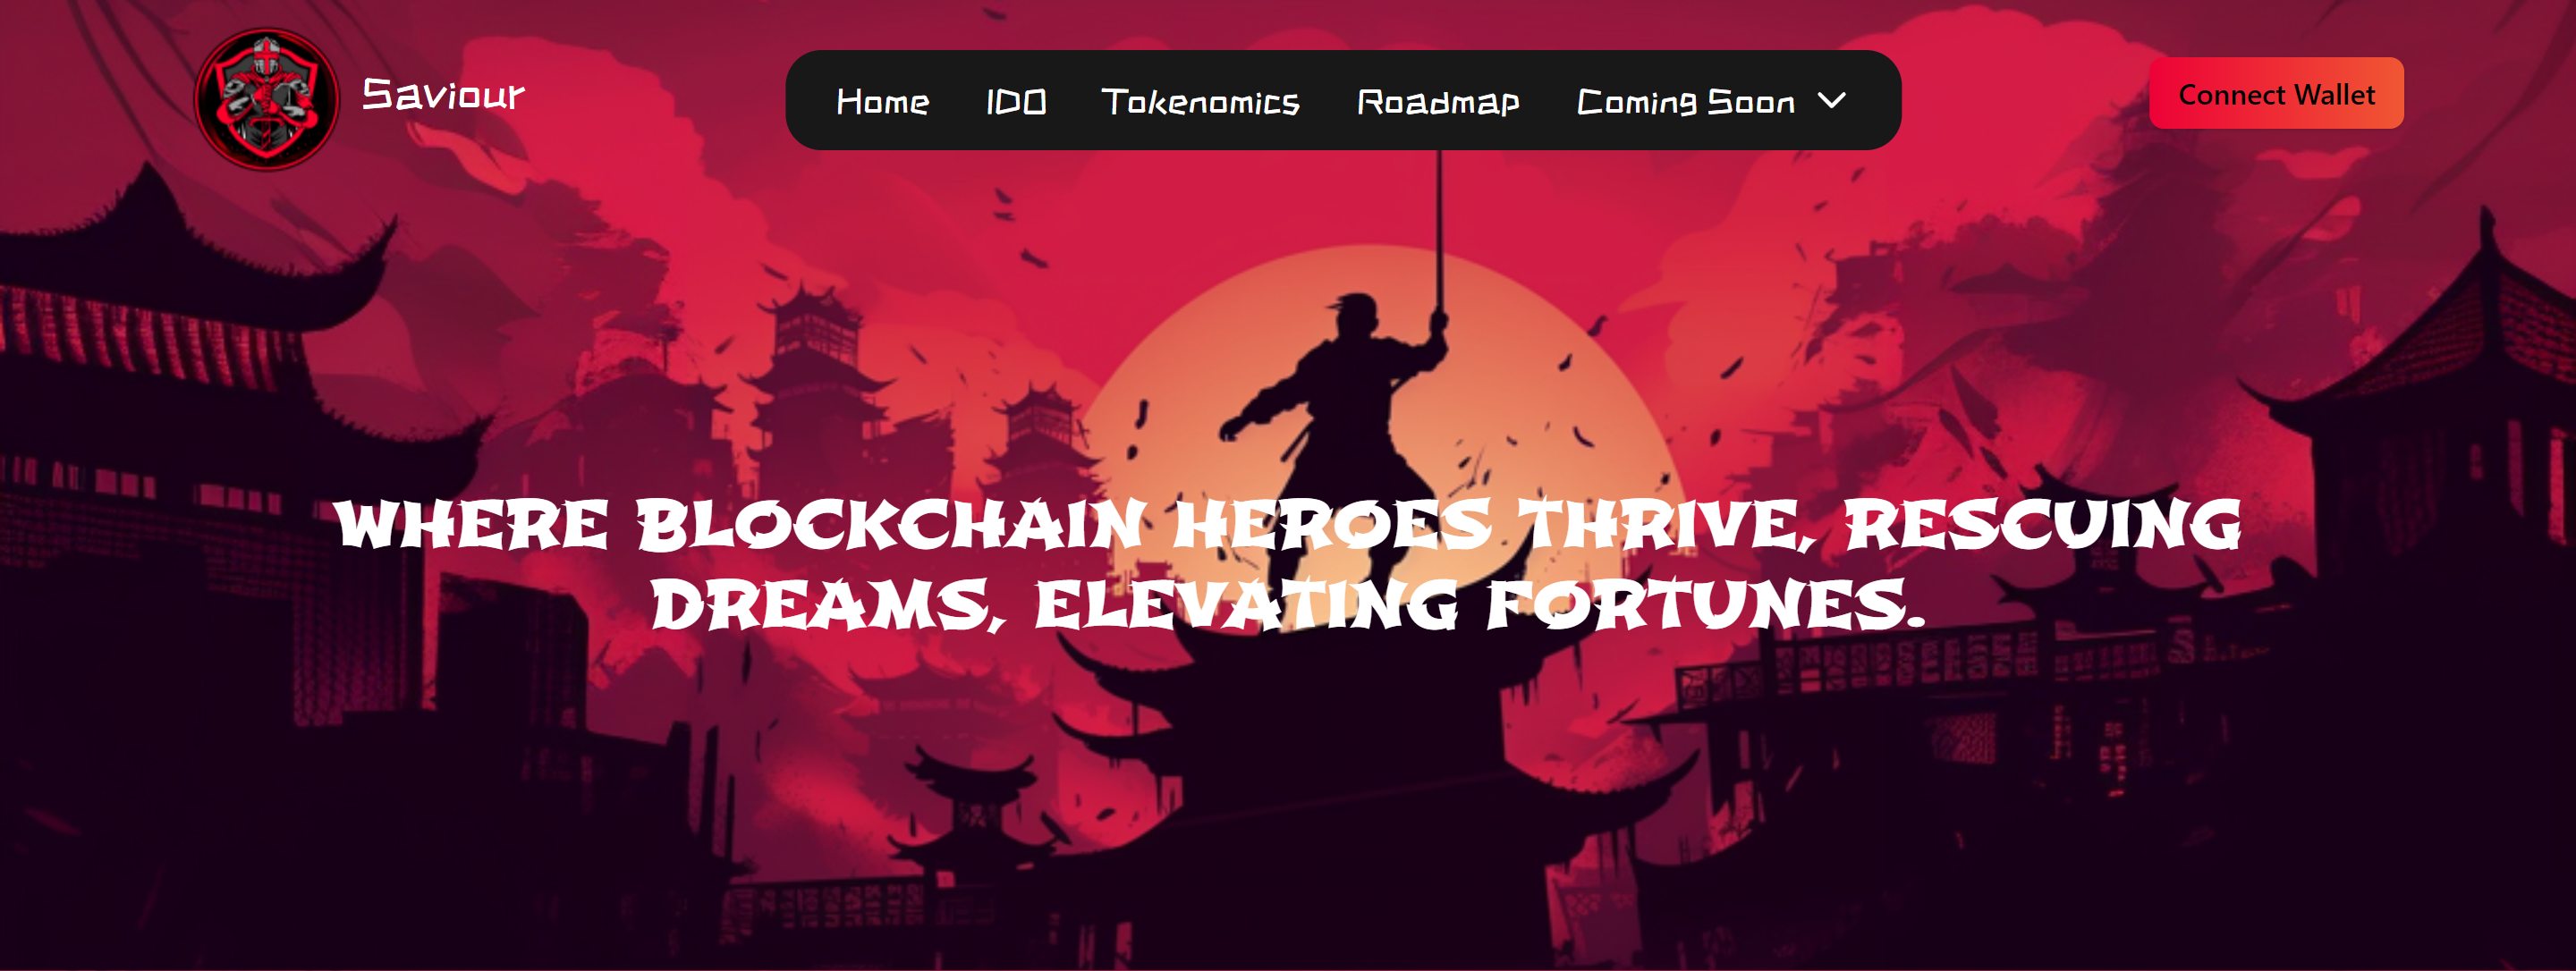 Saviour
Home IDO Tokenomics Roadmap Coming Soon
Connect Wallet
WHERE BLOCKCHAIN HEROES THRIVE, RESCUING
DREAMS, ELEVATING FORTUNES.